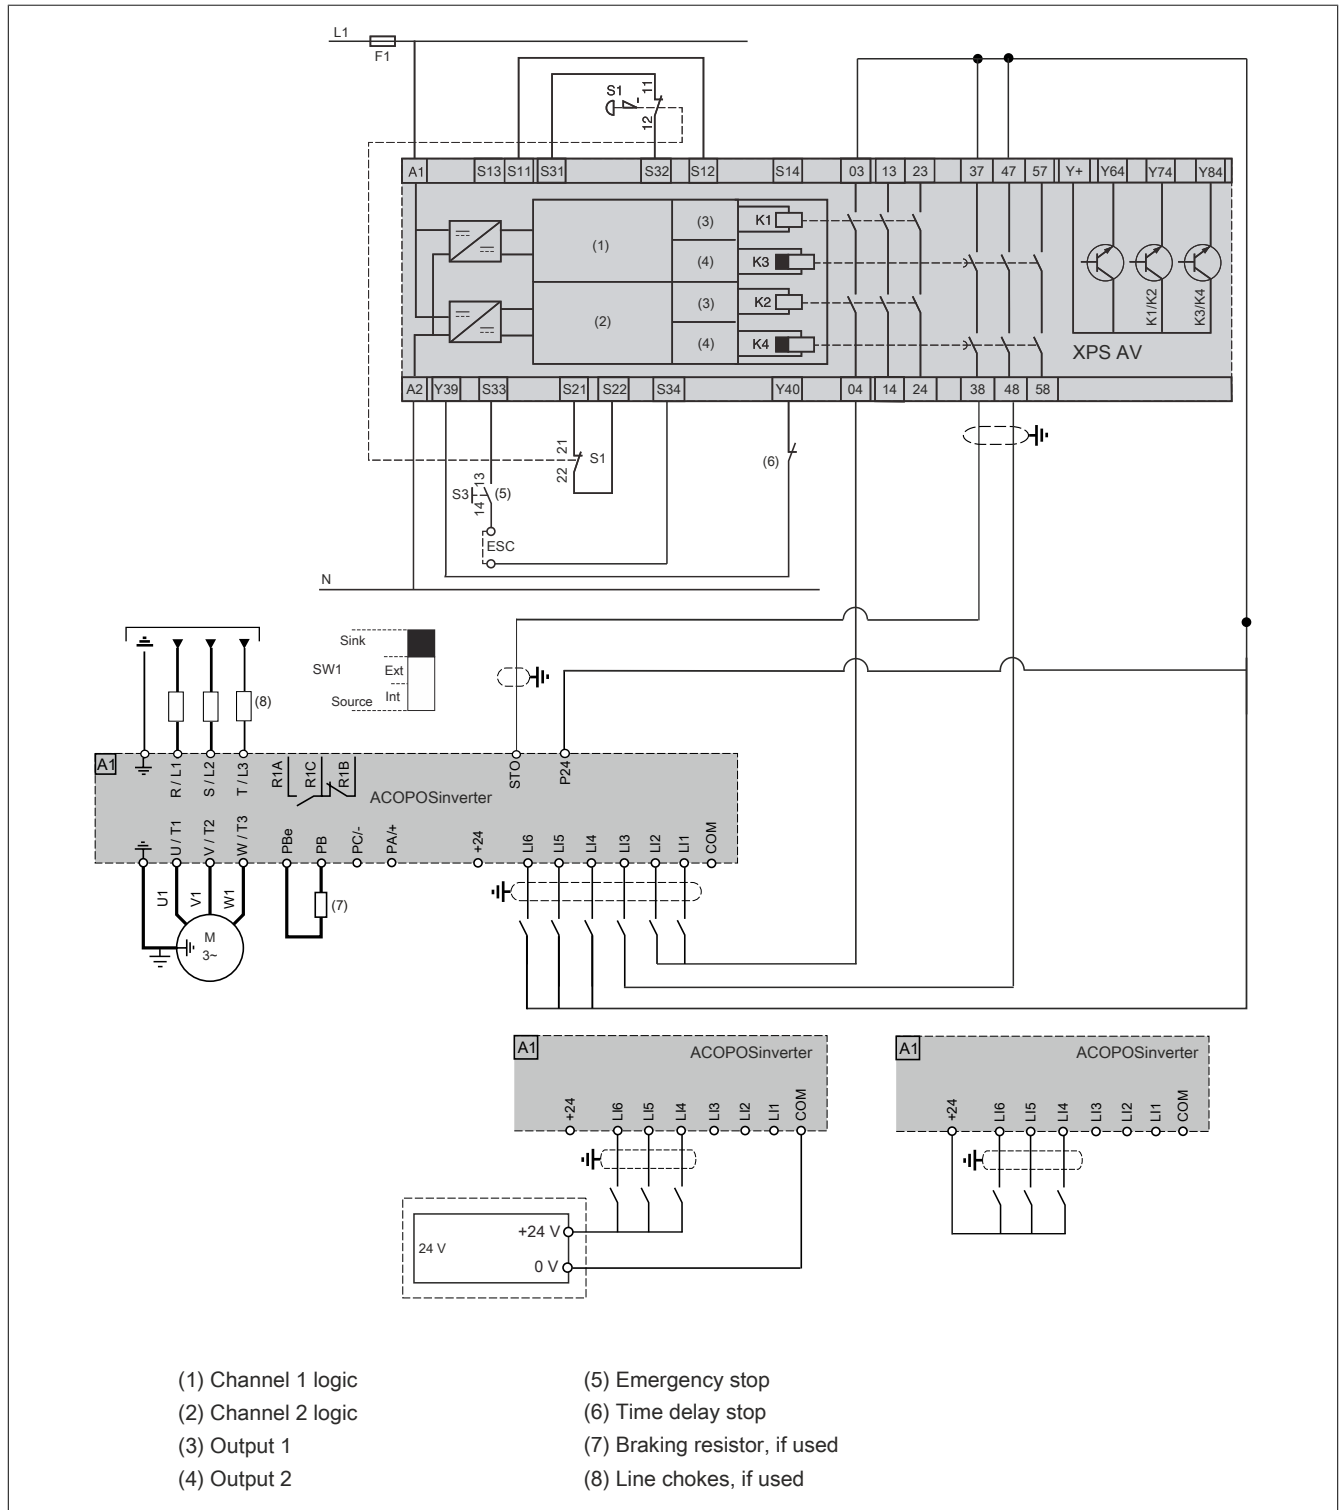 L1
F1
S1
11
12
A1 S13 S11 S31 S32 S12 S14 03 13 23 37 47 57 Y+ Y64 Y74 Y84
(1)
(3)
K1
(4)
K3
(2)
(3)
K2
(4)
K4
K1/K2
K3/K4
XPS AV
A2 Y39 S33 S21 S22 S34 Y40 04 14 24 38 48 58
21
22
S1
(6)
S3
13
14
(5)
ESC
N
Sink
SW1
Ext
Source
Int
(8)
A1
R / L1
S / L2
T / L3
R1A
R1C
R1B
STO
P24
ACOPOSinverter
U / T1
V / T2
W / T3
PBe
PB
PC/-
PA/+
+24
LI6
LI5
LI4
LI3
LI2
LI1
COM
U1
V1
W1
(7)
M
3~
A1
ACOPOSinverter
+24
LI6
LI5
LI4
LI3
LI2
LI1
COM
24 V
+24 V
0 V
A1
ACOPOSinverter
+24
LI6
LI5
LI4
LI3
LI2
LI1
COM
(1) Channel 1 logic
(2) Channel 2 logic
(3) Output 1
(4) Output 2
(5) Emergency stop
(6) Time delay stop
(7) Braking resistor, if used
(8) Line chokes, if used